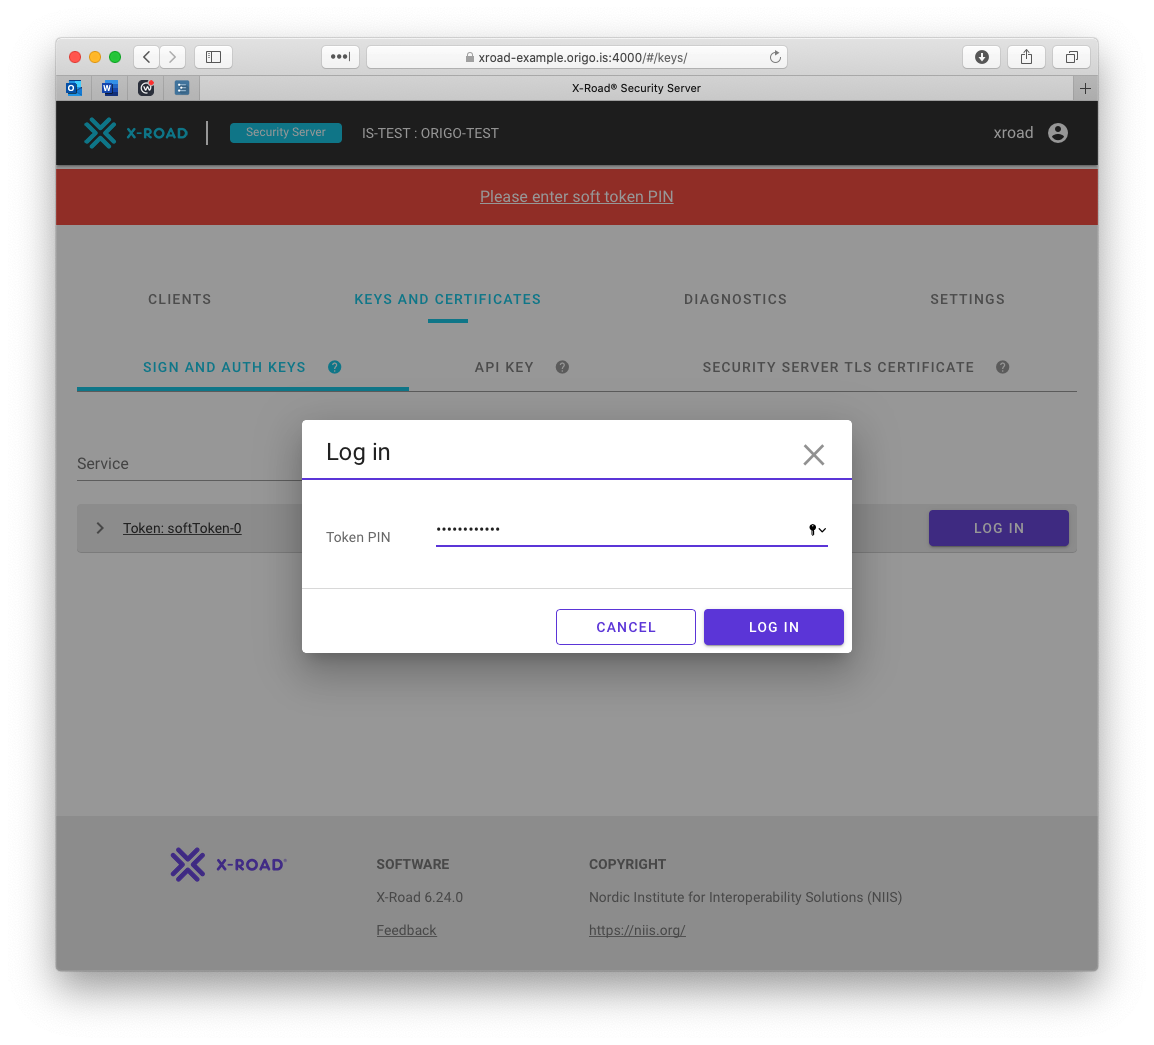 xroad-example.origo.is:4000/#/keys/
X-Road® Security Server
X-ROAD
Security Server
IS-TEST : ORIGO-TEST
xroad
Please enter soft token PIN
CLIENTS
KEYS AND CERTIFICATES
DIAGNOSTICS
SETTINGS
SIGN AND AUTH KEYS ?
API KEY ?
SECURITY SERVER TLS CERTIFICATE ?
Log in
Service
Token: softToken-0
LOG IN
Token PIN
••••••••••••
CANCEL
LOG IN
X-ROAD®
SOFTWARE
X-Road 6.24.0
Feedback
COPYRIGHT
Nordic Institute for Interoperability Solutions (NIIS)
https://niis.org/